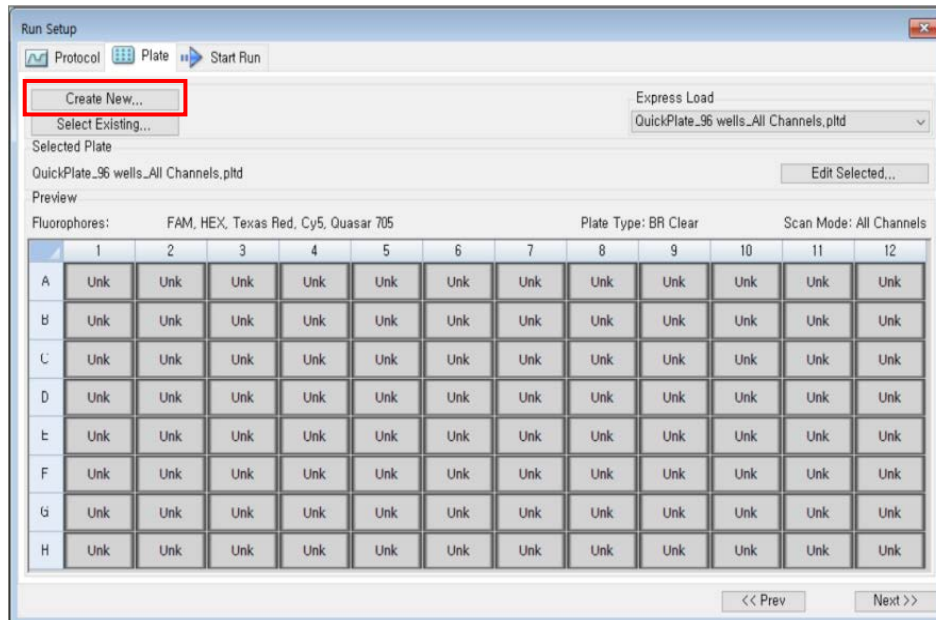 Run Setup
Protocol Plate Start Run
Create New...
Express Load
Select Existing...
QuickPlate_96 wells_All Channels.pltd
Selected Plate
QuickPlate_96 wells_All Channels.pltd
Edit Selected...
Preview
Fluorophores: FAM, HEX, Texas Red, Cy5, Quasar 705 Plate Type: BR Clear Scan Mode: All Channels
1 2 3 4 5 6 7 8 9 10 11 12
A Unk Unk Unk Unk Unk Unk Unk Unk Unk Unk Unk Unk
B Unk Unk Unk Unk Unk Unk Unk Unk Unk Unk Unk Unk
C Unk Unk Unk Unk Unk Unk Unk Unk Unk Unk Unk Unk
D Unk Unk Unk Unk Unk Unk Unk Unk Unk Unk Unk Unk
E Unk Unk Unk Unk Unk Unk Unk Unk Unk Unk Unk Unk
F Unk Unk Unk Unk Unk Unk Unk Unk Unk Unk Unk Unk
G Unk Unk Unk Unk Unk Unk Unk Unk Unk Unk Unk Unk
H Unk Unk Unk Unk Unk Unk Unk Unk Unk Unk Unk Unk
<< Prev Next >>